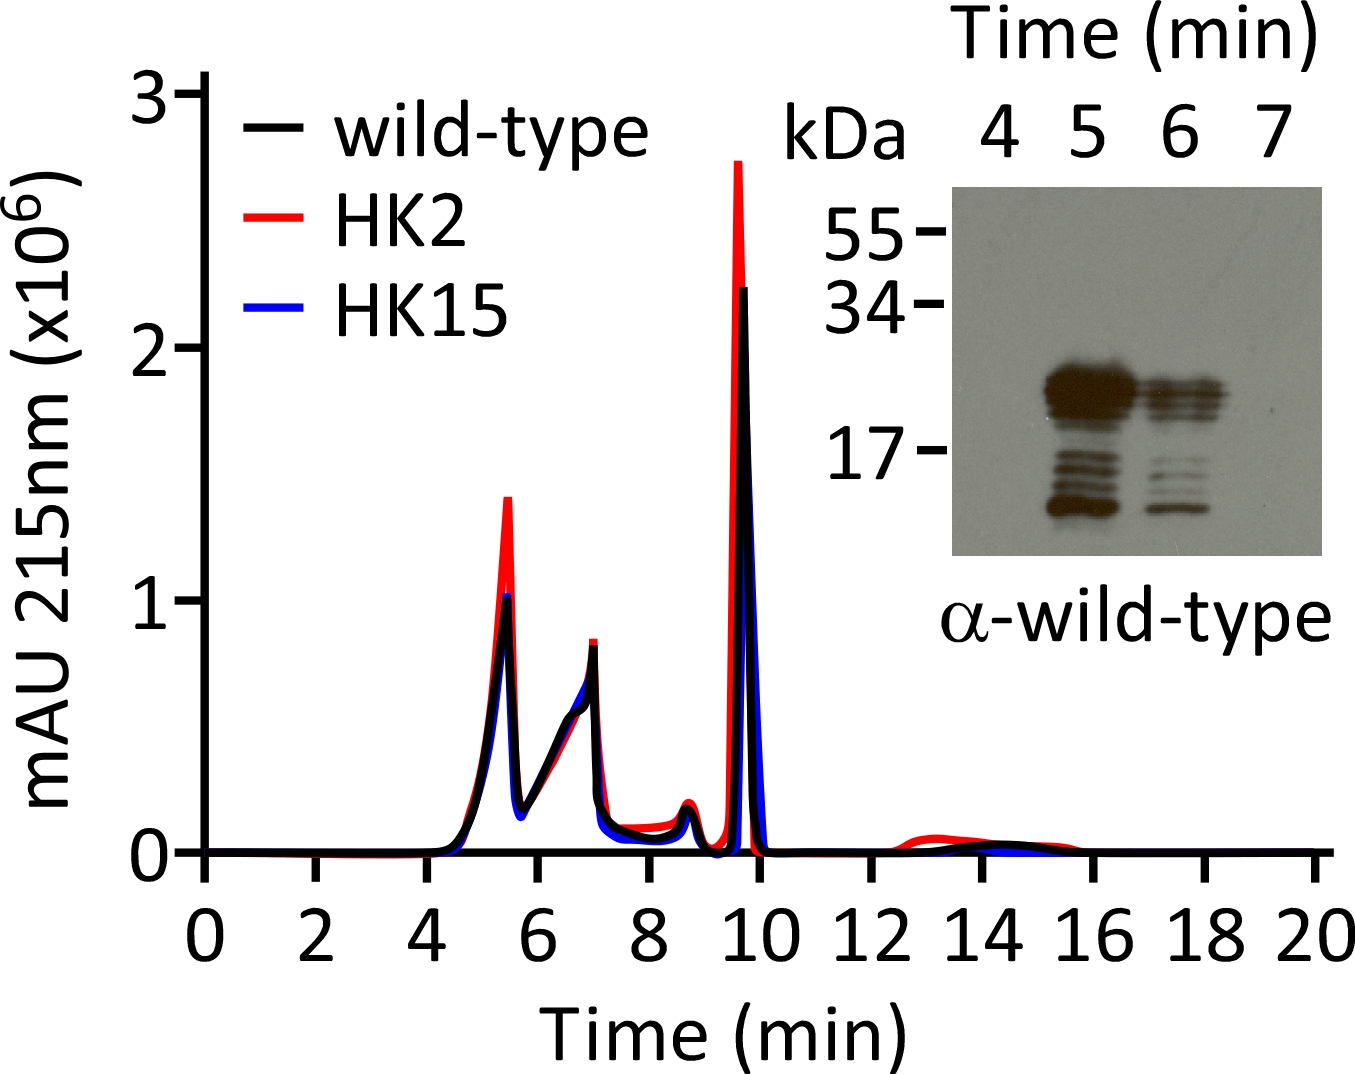 mAU 215nm (x10⁶)
3
2
1
0
wild-type
HK2
HK15
0 2 4 6 8 10 12 14 16 18 20
Time (min)
Time (min)
kDa 4 5 6 7
55
34
17
α-wild-type